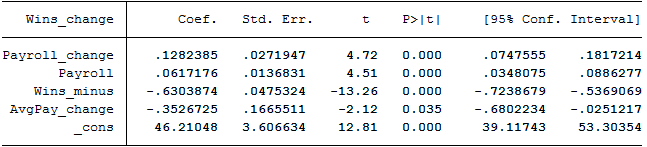 Wins_change Coef. Std. Err. t P>|t| [95% Conf. Interval]
Payroll_change .1282385 .0271947 4.72 0.000 .0747555 .1817214
Payroll .0617176 .0136831 4.51 0.000 .0348075 .0886277
Wins_minus -.6303874 .0475324 -13.26 0.000 -.7238679 -.5369069
AvgPay_change -.3526725 .1665511 -2.12 0.035 -.6802234 -.0251217
_cons 46.21048 3.606634 12.81 0.000 39.11743 53.30354